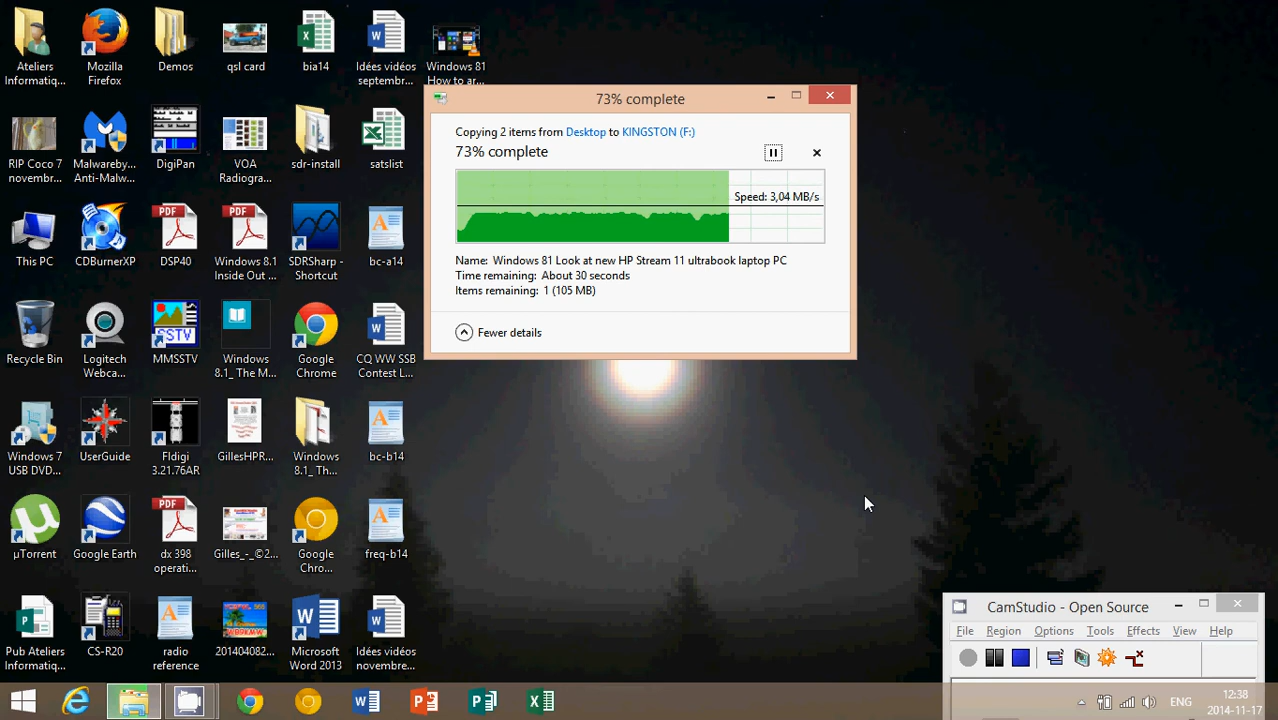 Ateliers
Informatiq...
Mozilla
Firefox
Demos
qsl card
bia14
Idées vidéos
septembr...
Windows 81
How to ar...
RIP Coco 7
novembr...
Malwareby...
Anti-Malw...
DigiPan
VOA
Radiogra...
sdr-install
satslist
This PC
CDBurnerXP
PDF
DSP40
PDF
Windows 8.1
Inside Out ...
SDRSharp -
Shortcut
bc-a14
Recycle Bin
Logitech
Webca...
SSTV
MMSSTV
Windows
8.1_ The M...
Google
Chrome
CQ WW SSB
Contest L...
Windows 7
USB DVD...
UserGuide
Fldigi
3.21.76AR
GillesHPR...
Windows
8.1_ Th...
bc-b14
µTorrent
Google Earth
PDF
dx 398
operati...
Gilles_-_©2...
Google
Chro...
freq-b14
Pub Ateliers
Informatiq...
CS-R20
radio
reference
201404082...
Microsoft
Word 2013
Idées vidéos
novembre...
73% complete
Copying 2 items from Desktop to KINGSTON (F:)
73% complete
Speed: 3,04 MB/s
Name: Windows 81 Look at new HP Stream 11 ultrabook laptop PC
Time remaining: About 30 seconds
Items remaining: 1 (105 MB)
Fewer details
CamStudio - Open Source
File Region Options Tools Effects View Help
ENG
12:38
2014-11-17